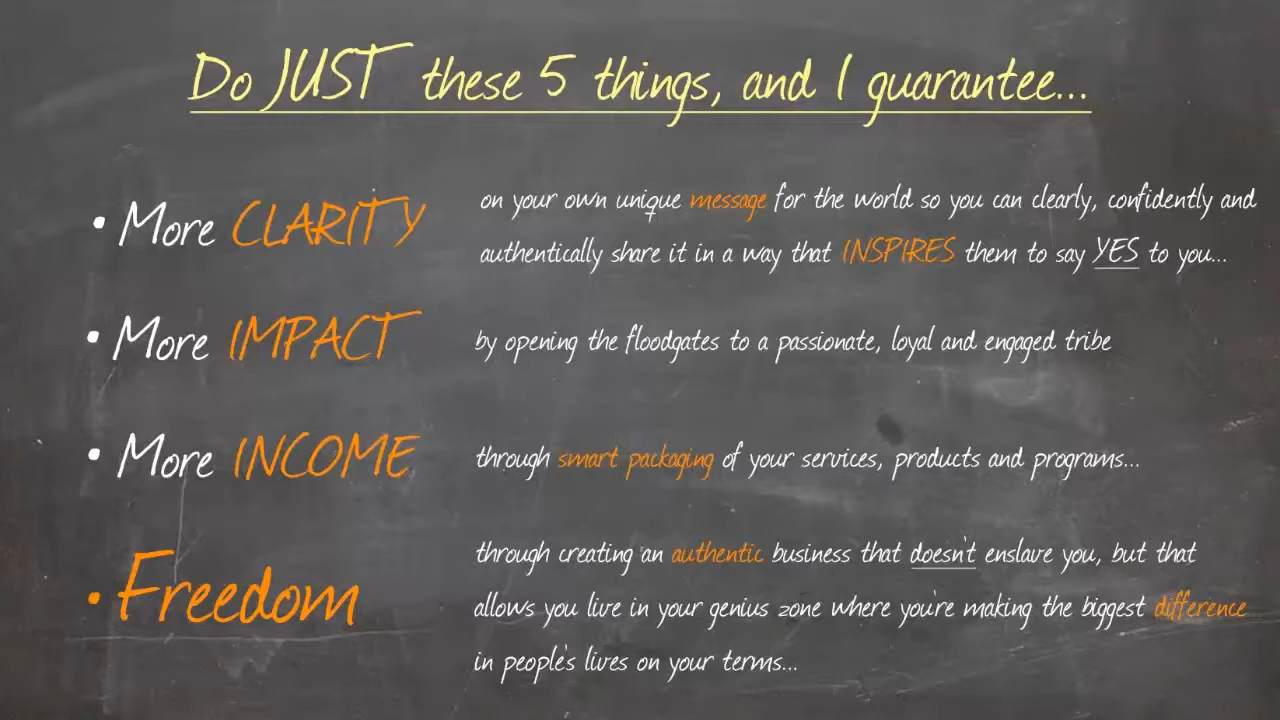 Do JUST these 5 things, and I guarantee...
• More CLARITY
on your own unique message for the world so you can clearly, confidently and
authentically share it in a way that INSPIRES them to say YES to you...
• More IMPACT
by opening the floodgates to a passionate, loyal and engaged tribe
• More INCOME
through smart packaging of your services, products and programs...
• Freedom
through creating an authentic business that doesn't enslave you, but that
allows you live in your genius zone where you're making the biggest difference
in people's lives on your terms...